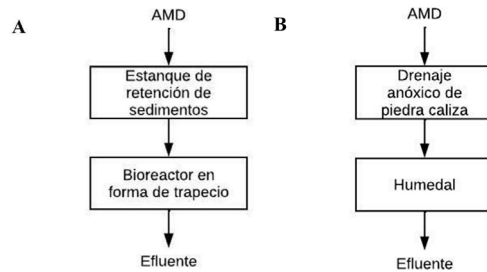 A
AMD
Estanque de
retención de
sedimentos
Bioreactor en
forma de trapecio
Efluente
B
AMD
Drenaje
anóxico de
piedra caliza
Humedal
Efluente